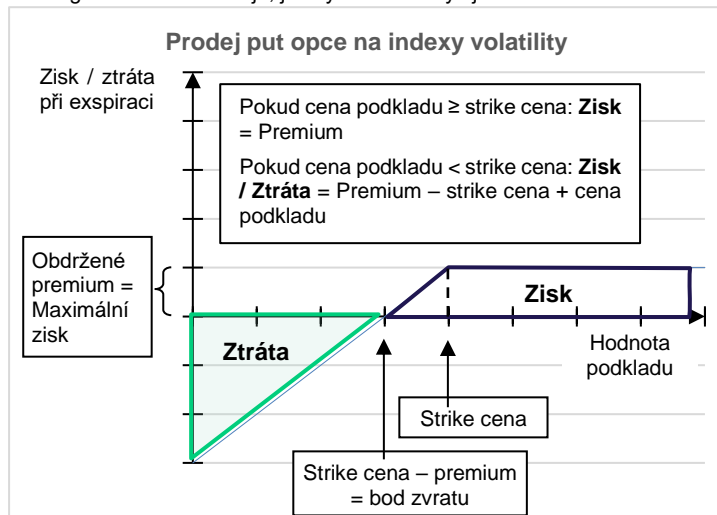 Prodej put opce na indexy volatility
Zisk / ztráta
při exspiraci
Pokud cena podkladu ≥ strike cena: Zisk
= Premium
Pokud cena podkladu < strike cena: Zisk
/ Ztráta = Premium – strike cena + cena
podkladu
Obdržené
premium =
Maximální
zisk
Zisk
Ztráta
Hodnota
podkladu
Strike cena
Strike cena – premium
= bod zvratu